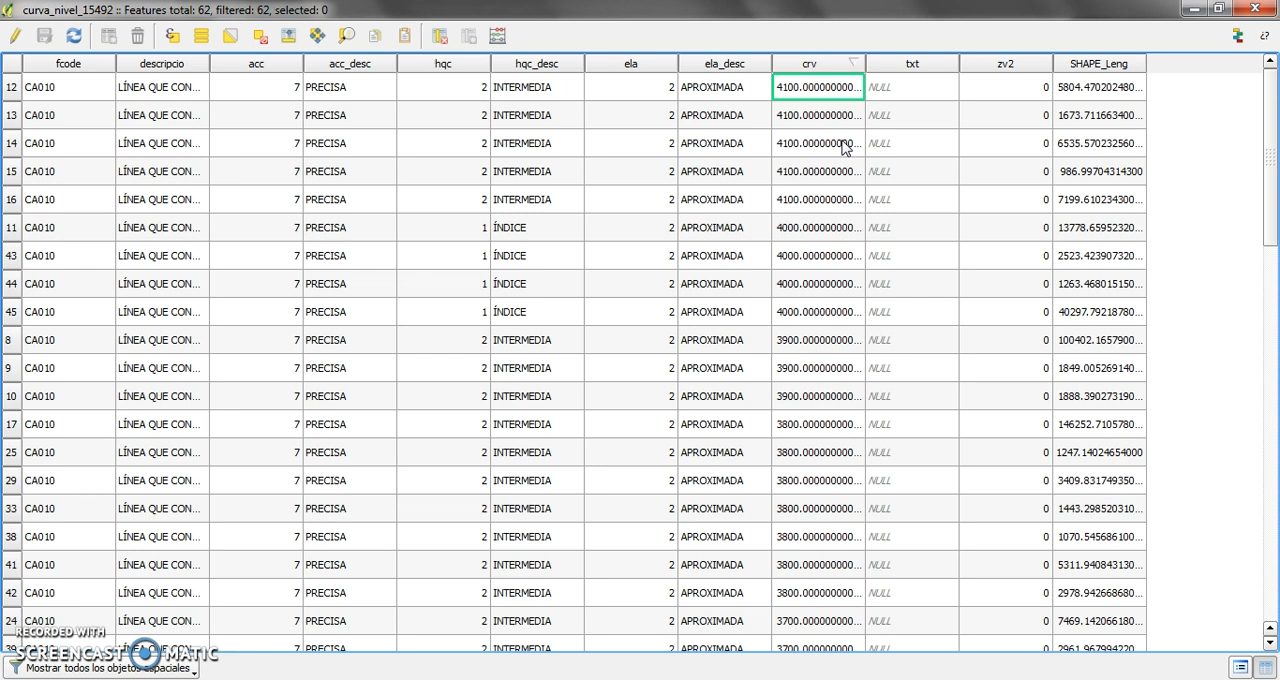 curva_nivel_15492 :: Features total: 62, filtered: 62, selected: 0
fcode descripcio acc acc_desc hqc hqc_desc ela ela_desc crv txt zv2 SHAPE_Leng
12 CA010 LÍNEA QUE CON... 7 PRECISA 2 INTERMEDIA 2 APROXIMADA 4100.000000000... NULL 0 5804.470202480...
13 CA010 LÍNEA QUE CON... 7 PRECISA 2 INTERMEDIA 2 APROXIMADA 4100.000000000... NULL 0 1673.711663400...
14 CA010 LÍNEA QUE CON... 7 PRECISA 2 INTERMEDIA 2 APROXIMADA 4100.000000000... NULL 0 6535.570232560...
15 CA010 LÍNEA QUE CON... 7 PRECISA 2 INTERMEDIA 2 APROXIMADA 4100.000000000... NULL 0 986.99704314300
16 CA010 LÍNEA QUE CON... 7 PRECISA 2 INTERMEDIA 2 APROXIMADA 4100.000000000... NULL 0 7199.610234300...
11 CA010 LÍNEA QUE CON... 7 PRECISA 1 ÍNDICE 2 APROXIMADA 4000.000000000... NULL 0 13778.65952320...
43 CA010 LÍNEA QUE CON... 7 PRECISA 1 ÍNDICE 2 APROXIMADA 4000.000000000... NULL 0 2523.423907320...
44 CA010 LÍNEA QUE CON... 7 PRECISA 1 ÍNDICE 2 APROXIMADA 4000.000000000... NULL 0 1263.468015150...
45 CA010 LÍNEA QUE CON... 7 PRECISA 1 ÍNDICE 2 APROXIMADA 4000.000000000... NULL 0 40297.79218780...
8 CA010 LÍNEA QUE CON... 7 PRECISA 2 INTERMEDIA 2 APROXIMADA 3900.000000000... NULL 0 100402.1657900...
9 CA010 LÍNEA QUE CON... 7 PRECISA 2 INTERMEDIA 2 APROXIMADA 3900.000000000... NULL 0 1849.005269140...
10 CA010 LÍNEA QUE CON... 7 PRECISA 2 INTERMEDIA 2 APROXIMADA 3900.000000000... NULL 0 1888.390273190...
17 CA010 LÍNEA QUE CON... 7 PRECISA 2 INTERMEDIA 2 APROXIMADA 3800.000000000... NULL 0 146252.7105780...
25 CA010 LÍNEA QUE CON... 7 PRECISA 2 INTERMEDIA 2 APROXIMADA 3800.000000000... NULL 0 1247.14024654000
29 CA010 LÍNEA QUE CON... 7 PRECISA 2 INTERMEDIA 2 APROXIMADA 3800.000000000... NULL 0 3409.831749350...
33 CA010 LÍNEA QUE CON... 7 PRECISA 2 INTERMEDIA 2 APROXIMADA 3800.000000000... NULL 0 1443.298520310...
38 CA010 LÍNEA QUE CON... 7 PRECISA 2 INTERMEDIA 2 APROXIMADA 3800.000000000... NULL 0 1070.545686100...
41 CA010 LÍNEA QUE CON... 7 PRECISA 2 INTERMEDIA 2 APROXIMADA 3800.000000000... NULL 0 5311.940843130...
42 CA010 LÍNEA QUE CON... 7 PRECISA 2 INTERMEDIA 2 APROXIMADA 3800.000000000... NULL 0 2978.942668680...
24 CA010 LÍNEA QUE CON... 7 PRECISA 2 INTERMEDIA 2 APROXIMADA 3700.000000000... NULL 0 7469.142066180...
39 CA010 LÍNEA QUE CON... 7 PRECISA 2 INTERMEDIA 2 APROXIMADA 3700.000000000... NULL 0 2961.967994220...
RECORDED WITH
SCREENCAST MATIC
Mostrar todos los objetos espaciales